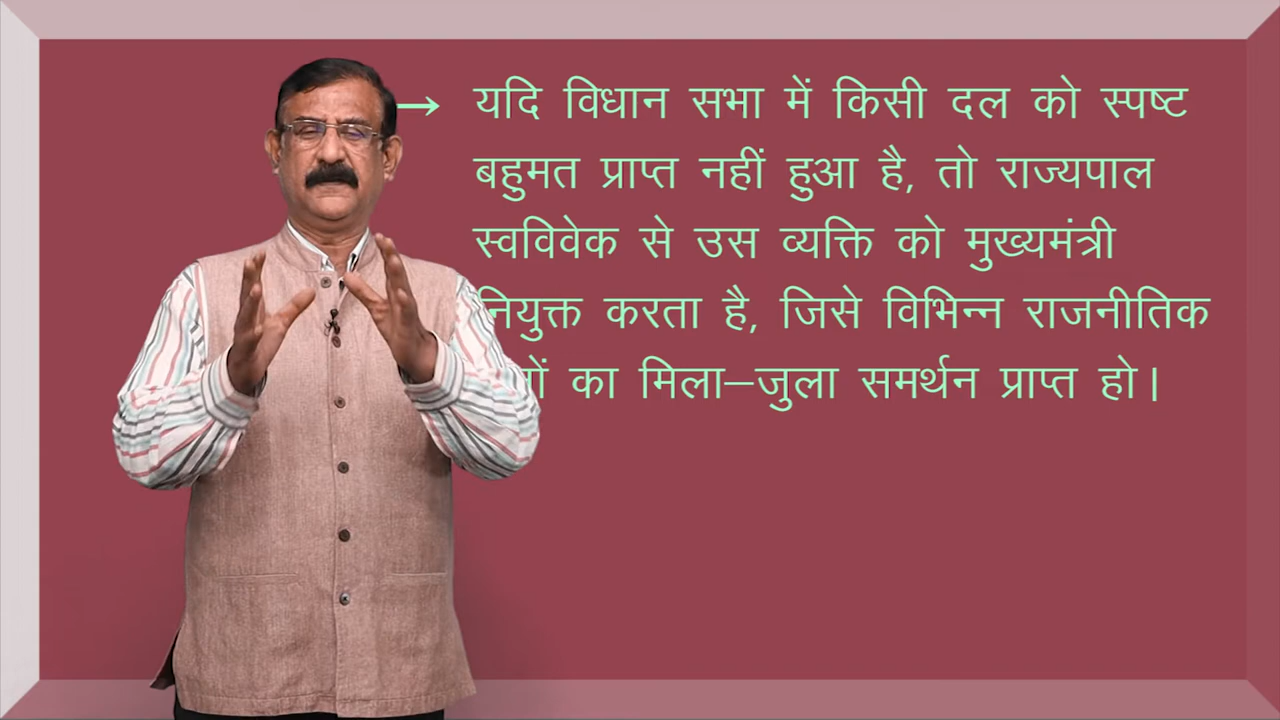 → यदि विधान सभा में किसी दल को स्पष्ट
बहुमत प्राप्त नहीं हुआ है, तो राज्यपाल
स्वविवेक से उस व्यक्ति को मुख्यमंत्री
नियुक्त करता है, जिसे विभिन्न राजनीतिक
का मिला–जुला समर्थन प्राप्त हो।